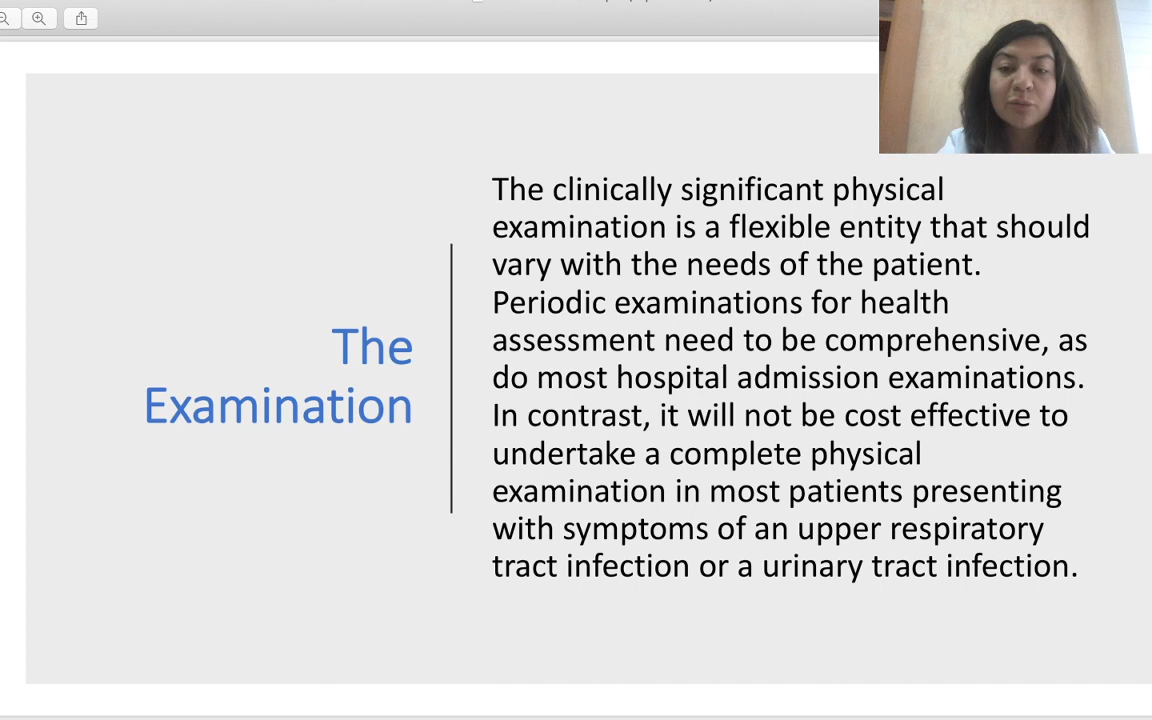 The
Examination
The clinically significant physical
examination is a flexible entity that should
vary with the needs of the patient.
Periodic examinations for health
assessment need to be comprehensive, as
do most hospital admission examinations.
In contrast, it will not be cost effective to
undertake a complete physical
examination in most patients presenting
with symptoms of an upper respiratory
tract infection or a urinary tract infection.